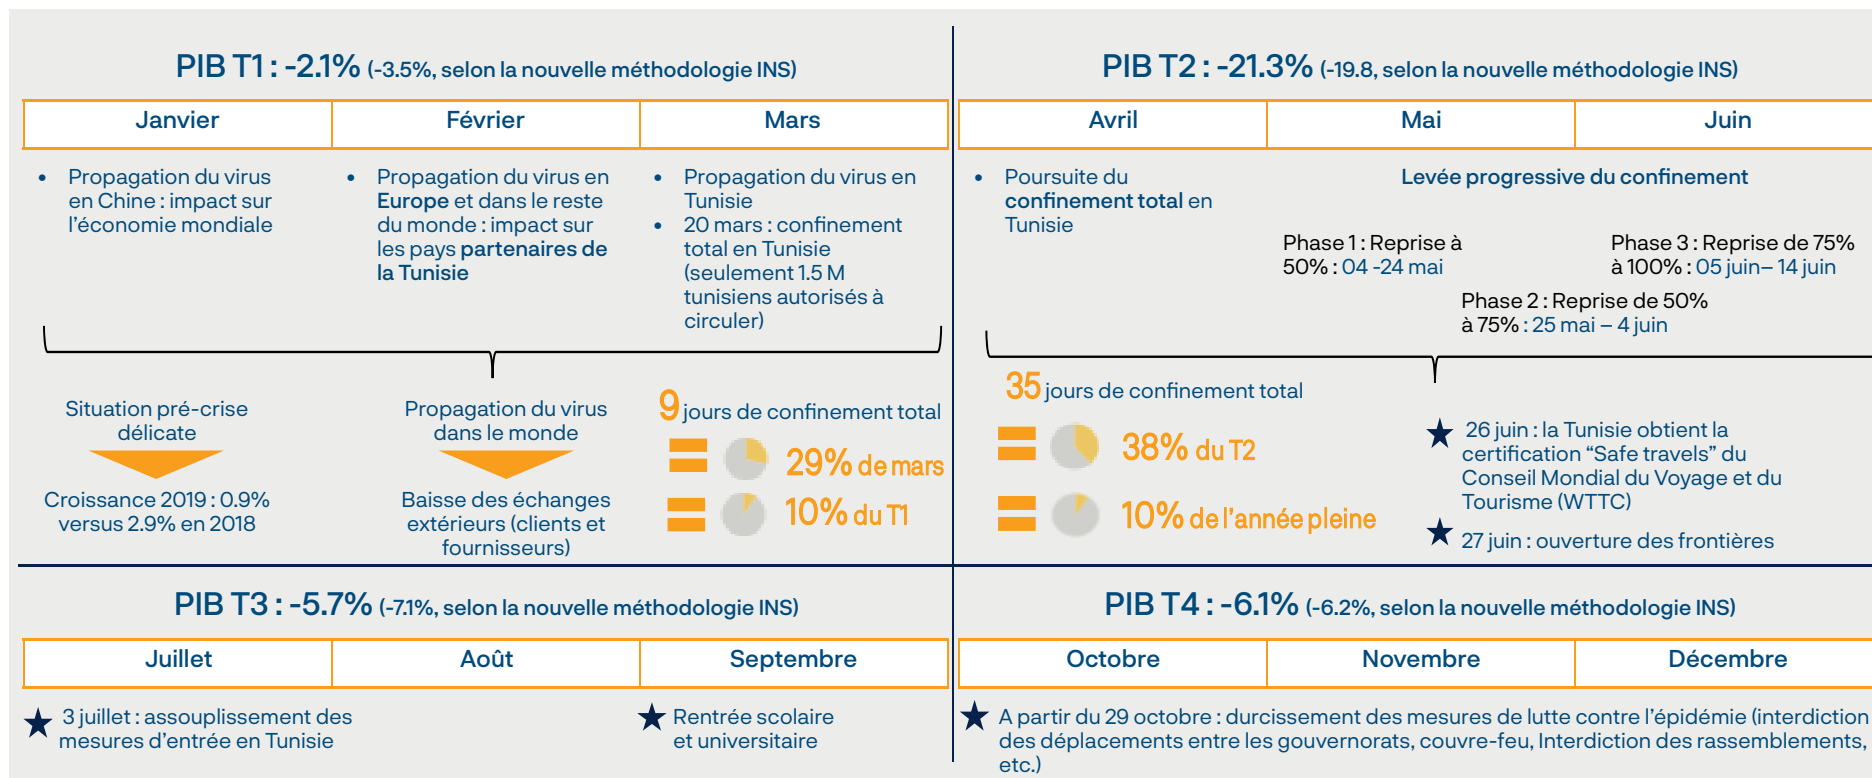 PIB T1 : -2.1% (-3.5%, selon la nouvelle méthodologie INS)
Janvier
Février
Mars
• Propagation du virus
en Chine : impact sur
l'économie mondiale
• Propagation du virus en
Europe et dans le reste
du monde : impact sur
les pays partenaires de
la Tunisie
• Propagation du virus en
Tunisie
• 20 mars : confinement
total en Tunisie
(seulement 1.5 M
tunisiens autorisés à
circuler)
Situation pré-crise
délicate
Croissance 2019 : 0.9%
versus 2.9% en 2018
Propagation du virus
dans le monde
Baisse des échanges
extérieurs (clients et
fournisseurs)
9 jours de confinement total
= 29% de mars
= 10% du T1
PIB T2 : -21.3% (-19.8, selon la nouvelle méthodologie INS)
Avril
Mai
Juin
• Poursuite du
confinement total en
Tunisie
Levée progressive du confinement
Phase 1 : Reprise à
50% : 04 -24 mai
Phase 3 : Reprise de 75%
à 100% : 05 juin– 14 juin
Phase 2 : Reprise de 50%
à 75% : 25 mai – 4 juin
35 jours de confinement total
= 38% du T2
= 10% de l'année pleine
26 juin : la Tunisie obtient la
certification “Safe travels” du
Conseil Mondial du Voyage et du
Tourisme (WTTC)
27 juin : ouverture des frontières
PIB T3 : -5.7% (-7.1%, selon la nouvelle méthodologie INS)
Juillet
Août
Septembre
3 juillet : assouplissement des
mesures d'entrée en Tunisie
Rentrée scolaire
et universitaire
PIB T4 : -6.1% (-6.2%, selon la nouvelle méthodologie INS)
Octobre
Novembre
Décembre
A partir du 29 octobre : durcissement des mesures de lutte contre l'épidémie (interdiction
des déplacements entre les gouvernorats, couvre-feu, Interdiction des rassemblements,
etc.)